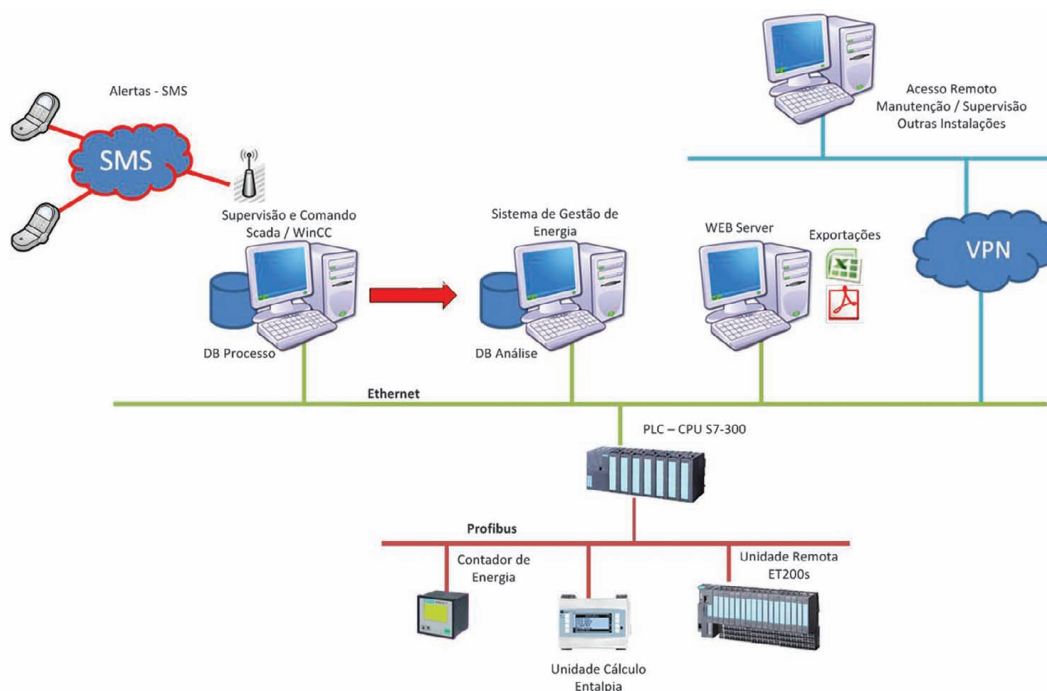 Alertas - SMS
SMS
Acesso Remoto
Manutenção / Supervisão
Outras Instalações
Supervisão e Comando
Scada / WinCC
Sistema de Gestão de
Energia
WEB Server
Exportações
VPN
DB Processo
DB Análise
Ethernet
PLC – CPU S7-300
Profibus
Contador de
Energia
Unidade Remota
ET200s
Unidade Cálculo
Entalpia